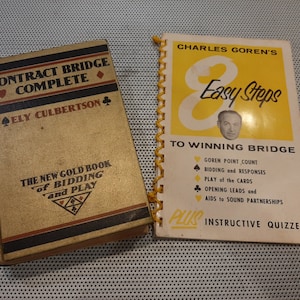 CONTRACT BRIDGE
COMPLETE
ELY CULBERTSON
THE NEW GOLD BOOK
of BIDDING
and PLAY
CHARLES GOREN'S
8
Easy Steps
TO WINNING BRIDGE
GOREN POINT COUNT
BIDDING and RESPONSES
PLAY of the CARDS
OPENING LEADS and
AIDS to SOUND PARTNERSHIPS
PLUS INSTRUCTIVE QUIZZE